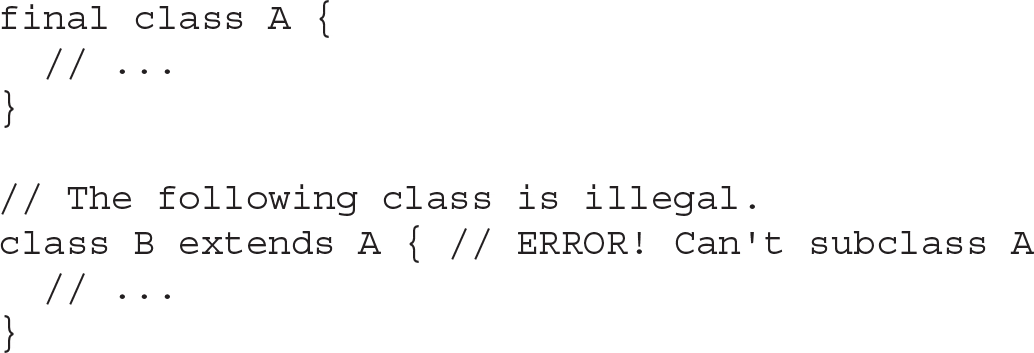 final class A {
  // ...
}

// The following class is illegal.
class B extends A { // ERROR! Can't subclass A
  // ...
}